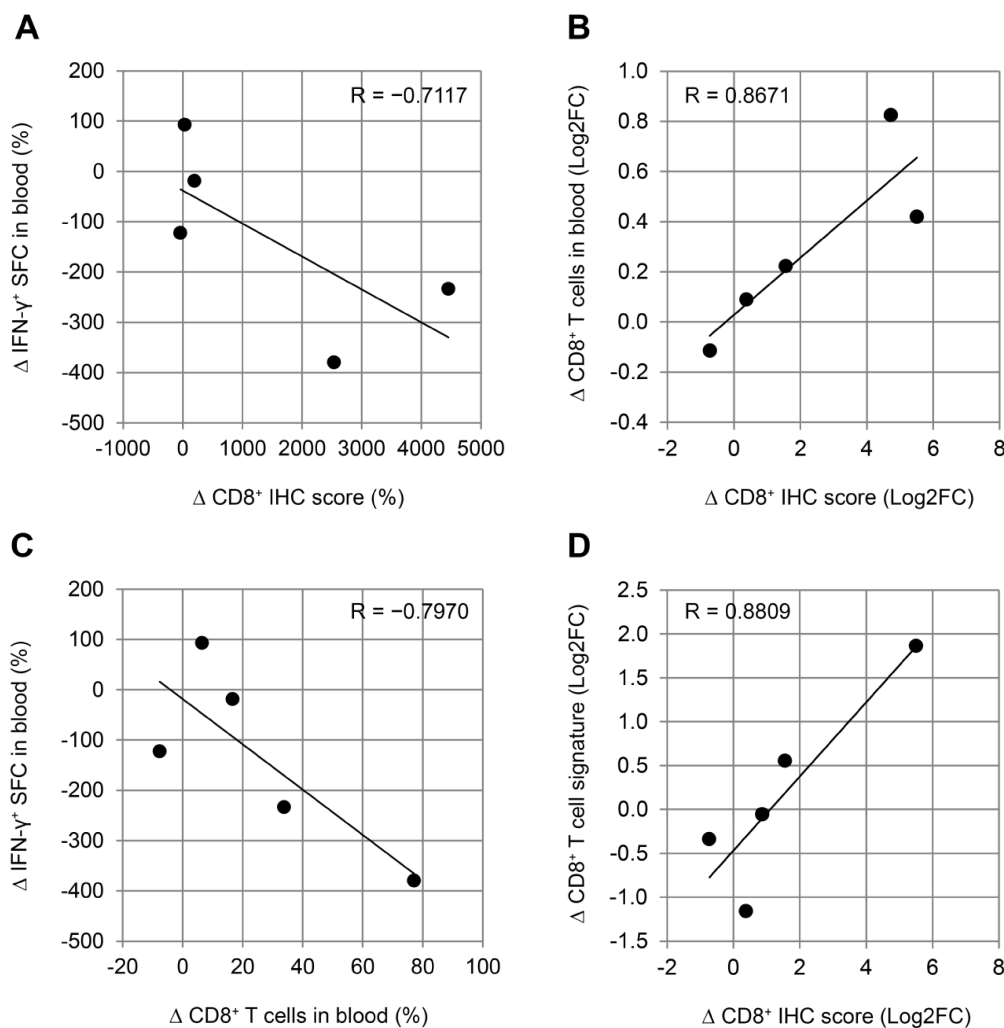 A
R = −0.7117
Δ IFN-γ⁺ SFC in blood (%)
200
100
0
-100
-200
-300
-400
-500
-1000 0 1000 2000 3000 4000 5000
Δ CD8⁺ IHC score (%)
B
R = 0.8671
Δ CD8⁺ T cells in blood (Log2FC)
1.0
0.8
0.6
0.4
0.2
0.0
-0.2
-0.4
-2 0 2 4 6 8
Δ CD8⁺ IHC score (Log2FC)
C
R = −0.7970
Δ IFN-γ⁺ SFC in blood (%)
200
100
0
-100
-200
-300
-400
-500
-20 0 20 40 60 80 100
Δ CD8⁺ T cells in blood (%)
D
R = 0.8809
Δ CD8⁺ T cell signature (Log2FC)
2.5
2.0
1.5
1.0
0.5
0.0
-0.5
-1.0
-1.5
-2 0 2 4 6 8
Δ CD8⁺ IHC score (Log2FC)